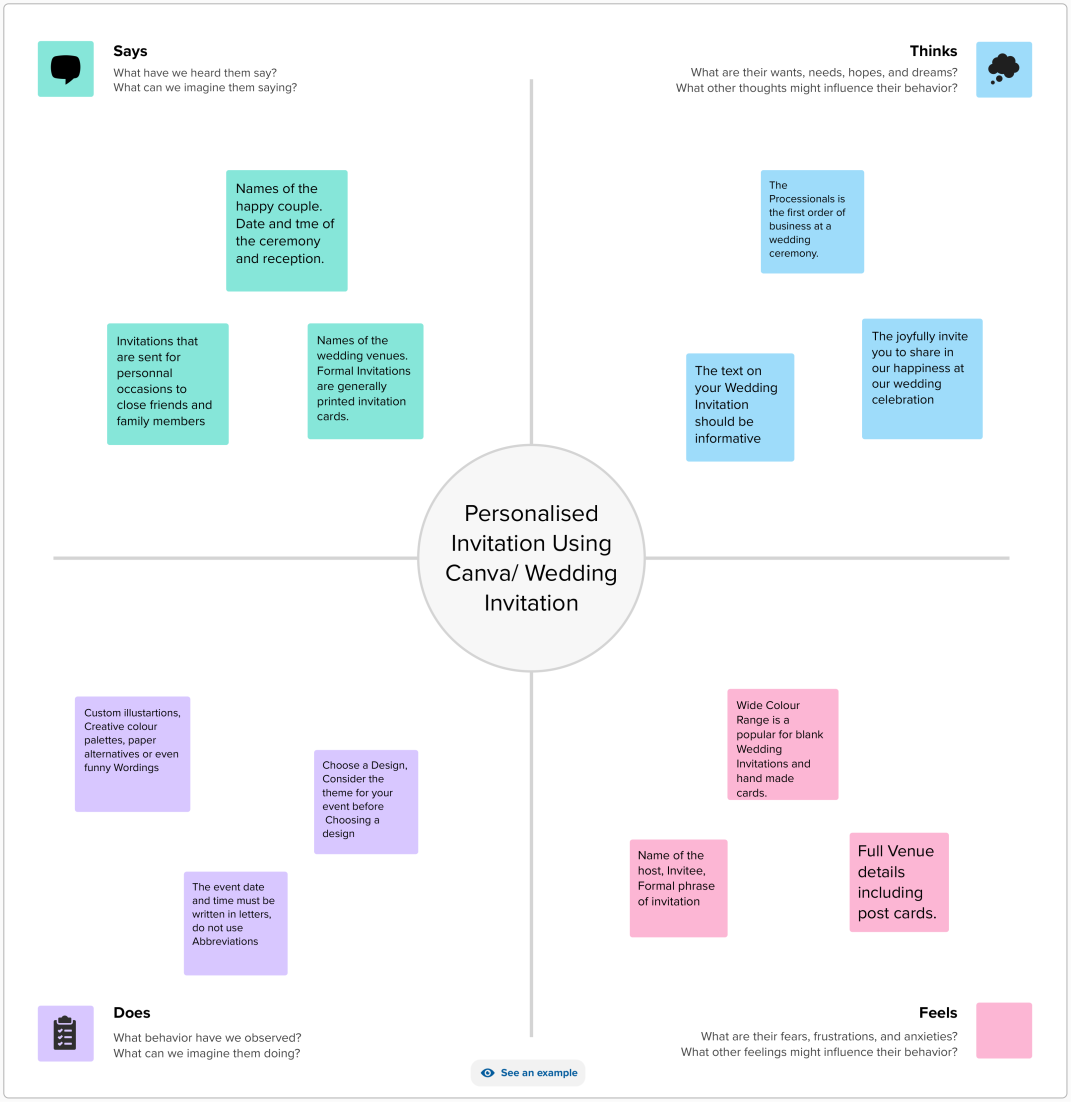 Says
What have we heard them say?
What can we imagine them saying?
Thinks
What are their wants, needs, hopes, and dreams?
What other thoughts might influence their behavior?
Names of the
happy couple.
Date and tme of
the ceremony
and reception.
Invitations that
are sent for
personnal
occasions to
close friends and
family members
Names of the
wedding venues.
Formal Invitations
are generally
printed invitation
cards.
The
Processionals is
the first order of
business at a
wedding
ceremony.
The text on
your Wedding
Invitation
should be
informative
The joyfully invite
you to share in
our happiness at
our wedding
celebration
Personalised
Invitation Using
Canva/ Wedding
Invitation
Custom illustartions,
Creative colour
palettes, paper
alternatives or even
funny Wordings
Choose a Design,
Consider the
theme for your
event before
Choosing a
design
The event date
and time must be
written in letters,
do not use
Abbreviations
Wide Colour
Range is a
popular for blank
Wedding
Invitations and
hand made
cards.
Name of the
host, Invitee,
Formal phrase
of invitation
Full Venue
details
including
post cards.
Does
What behavior have we observed?
What can we imagine them doing?
Feels
What are their fears, frustrations, and anxieties?
What other feelings might influence their behavior?
See an example